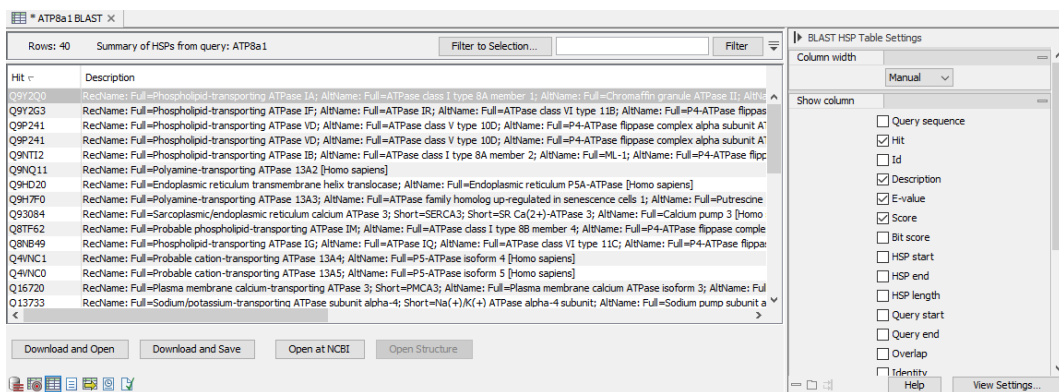 * ATP8a1 BLAST ×
Rows: 40 Summary of HSPs from query: ATP8a1 Filter to Selection... Filter
Hit Description
Q9Y2Q0 RecName: Full=Phospholipid-transporting ATPase IA; AltName: Full=ATPase class I type 8A member 1; AltName: Full=Chromaffin granule ATPase II; AltNa
Q9Y2G3 RecName: Full=Phospholipid-transporting ATPase IF; AltName: Full=ATPase IR; AltName: Full=ATPase class VI type 11B; AltName: Full=P4-ATPase flippas
Q9P241 RecName: Full=Phospholipid-transporting ATPase VD; AltName: Full=ATPase class V type 10D; AltName: Full=P4-ATPase flippase complex alpha subunit AT
Q9P241 RecName: Full=Phospholipid-transporting ATPase VD; AltName: Full=ATPase class V type 10D; AltName: Full=P4-ATPase flippase complex alpha subunit AT
Q9NTI2 RecName: Full=Phospholipid-transporting ATPase IB; AltName: Full=ATPase class I type 8A member 2; AltName: Full=ML-1; AltName: Full=P4-ATPase flipp
Q9NQ11 RecName: Full=Polyamine-transporting ATPase 13A2 [Homo sapiens]
Q9HD20 RecName: Full=Endoplasmic reticulum transmembrane helix translocase; AltName: Full=Endoplasmic reticulum P5A-ATPase [Homo sapiens]
Q9H7F0 RecName: Full=Polyamine-transporting ATPase 13A3; AltName: Full=ATPase family homolog up-regulated in senescence cells 1; AltName: Full=Putrescine
Q93084 RecName: Full=Sarcoplasmic/endoplasmic reticulum calcium ATPase 3; Short=SERCA3; Short=SR Ca(2+)-ATPase 3; AltName: Full=Calcium pump 3 [Homo
Q8TF62 RecName: Full=Probable phospholipid-transporting ATPase IM; AltName: Full=ATPase class I type 8B member 4; AltName: Full=P4-ATPase flippase comple
Q8NB49 RecName: Full=Phospholipid-transporting ATPase IG; AltName: Full=ATPase IQ; AltName: Full=ATPase class VI type 11C; AltName: Full=P4-ATPase flippas
Q4VNC1 RecName: Full=Probable cation-transporting ATPase 13A4; AltName: Full=P5-ATPase isoform 4 [Homo sapiens]
Q4VNC0 RecName: Full=Probable cation-transporting ATPase 13A5; AltName: Full=P5-ATPase isoform 5 [Homo sapiens]
Q16720 RecName: Full=Plasma membrane calcium-transporting ATPase 3; Short=PMCA3; AltName: Full=Plasma membrane calcium ATPase isoform 3; AltName: Ful
Q13733 RecName: Full=Sodium/potassium-transporting ATPase subunit alpha-4; Short=Na(+)/K(+) ATPase alpha-4 subunit; AltName: Full=Sodium pump subunit a
Download and Open Download and Save Open at NCBI Open Structure
BLAST HSP Table Settings
Column width
Manual
Show column
Query sequence
Hit
Id
Description
E-value
Score
Bit score
HSP start
HSP end
HSP length
Query start
Query end
Overlap
Identity
Help View Settings...